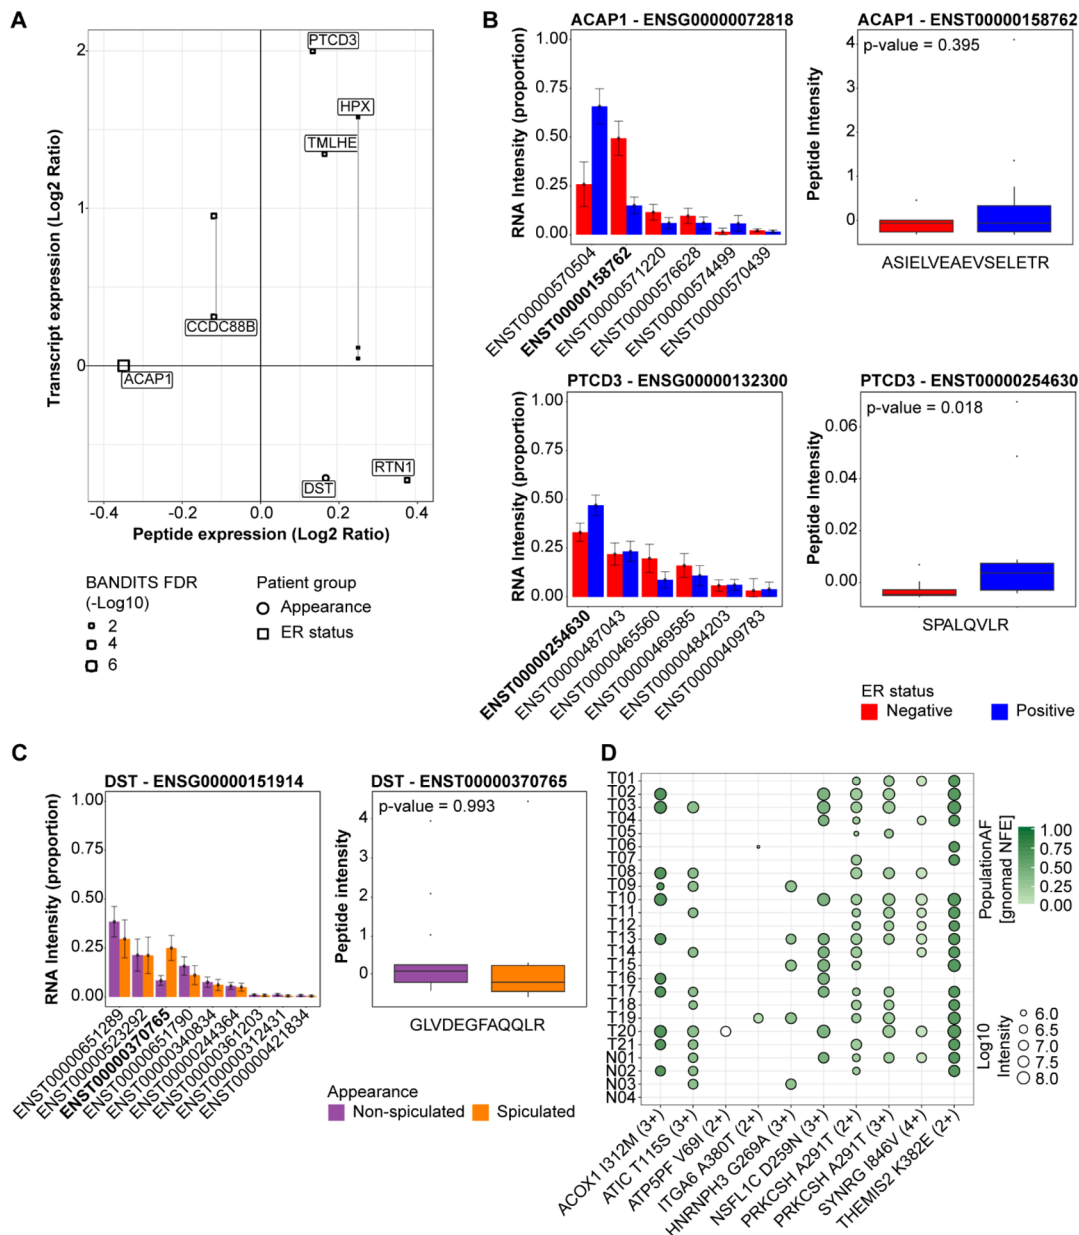 A
Transcript expression (Log2 Ratio)
2
1
0
PTCD3
HPX
TMLHE
CCDC88B
ACAP1
RTN1
DST
-0.4
-0.2
0.0
0.2
0.4
Peptide expression (Log2 Ratio)
BANDITS FDR
(-Log10)
2
4
6
Patient group
Appearance
ER status
B
ACAP1 - ENSG00000072818
RNA Intensity (proportion)
1.00
0.75
0.50
0.25
0.00
ENST00000570504
ENST00000158762
ENST00000571220
ENST00000576628
ENST00000574499
ENST00000570439
ACAP1 - ENST00000158762
p-value = 0.395
Peptide Intensity
4
3
2
1
0
ASIELVEAEVSELETR
PTCD3 - ENSG00000132300
RNA Intensity (proportion)
1.00
0.75
0.50
0.25
0.00
ENST00000254630
ENST00000487043
ENST00000465560
ENST00000469585
ENST00000484203
ENST00000409783
PTCD3 - ENST00000254630
p-value = 0.018
Peptide Intensity
0.06
0.04
0.02
0.00
SPALQVLR
ER status
Negative
Positive
C
DST - ENSG00000151914
RNA Intensity (proportion)
1.00
0.75
0.50
0.25
0.00
ENST00000651289
ENST00000523292
ENST00000370765
ENST00000651790
ENST00000340834
ENST00000244364
ENST00000361203
ENST00000312431
ENST00000421834
DST - ENST00000370765
p-value = 0.993
Peptide intensity
4
3
2
1
0
GLVDEGFAQQLR
Appearance
Non-spiculated
Spiculated
D
T01
T02
T03
T04
T05
T06
T07
T08
T09
T10
T11
T12
T13
T14
T15
T16
T17
T18
T19
T20
T21
N01
N02
N03
N04
ACOX1 I312M (3+)
ATIC T115S (3+)
ATP5PF V69I (2+)
ITGA6 A380T (2+)
HNRNPH3 G269A (3+)
NSFL1C D259N (3+)
PRKCSH A291T (2+)
PRKCSH A291T (3+)
SYNRG I846V (4+)
THEMIS2 K382E (2+)
PopulationAF
[gnomad NFE]
1.00
0.75
0.50
0.25
0.00
Log10
Intensity
6.0
6.5
7.0
7.5
8.0